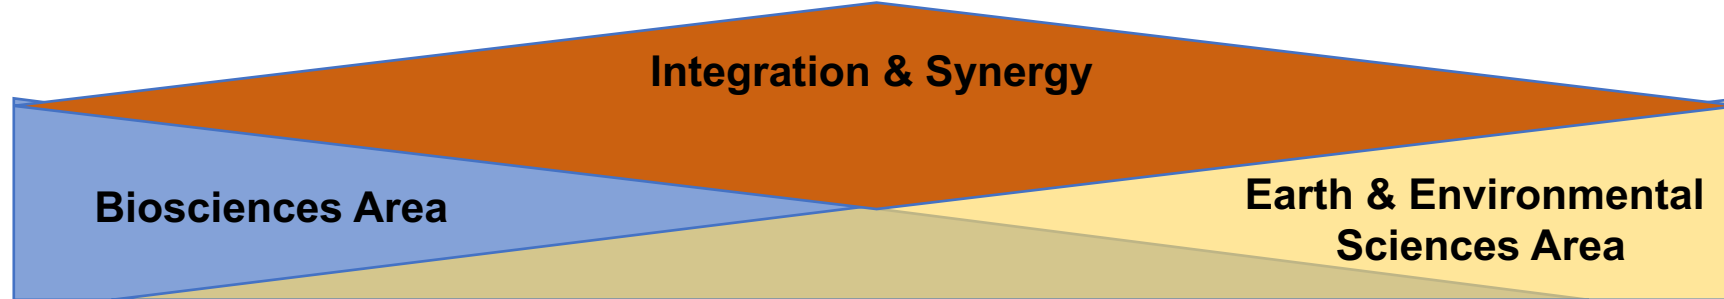 Integration & Synergy
Biosciences Area
Earth & Environmental
Sciences Area